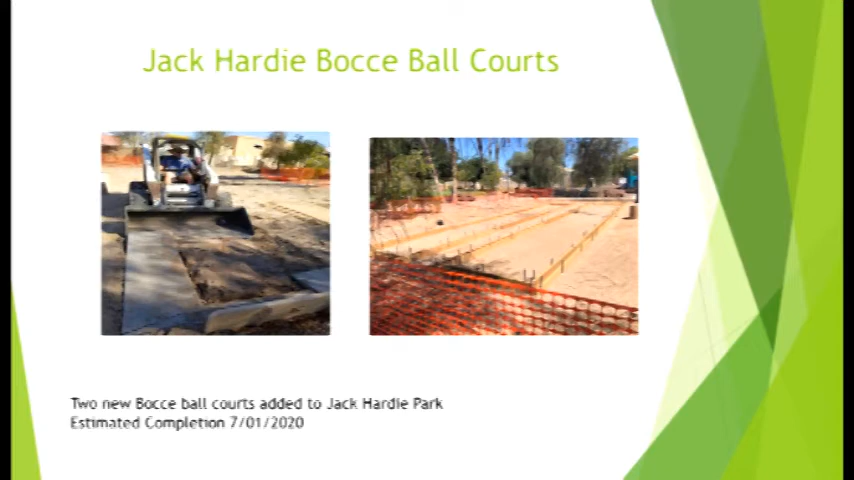 Jack Hardie Bocce Ball Courts
Two new Bocce ball courts added to Jack Hardie Park
Estimated Completion 7/01/2020